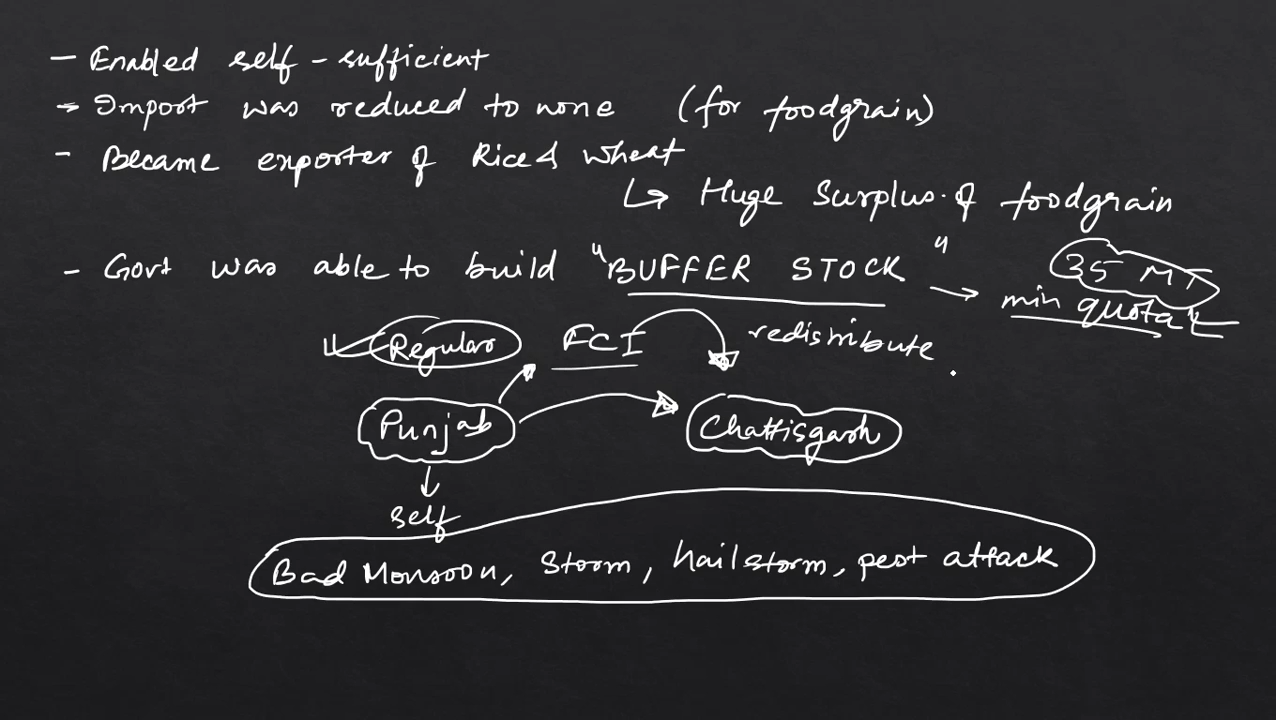 - Enabled self - sufficient
- Import was reduced to none (for foodgrain)
- Became exporter of Rice & Wheat
↳ Huge Surplus of foodgrain
- Govt was able to build "BUFFER STOCK" → 35 MT
min quota
Regular FCI redistribute
Punjab Chattisgarh
self
Bad Monsoon, Storm, hailstorm, pest attack